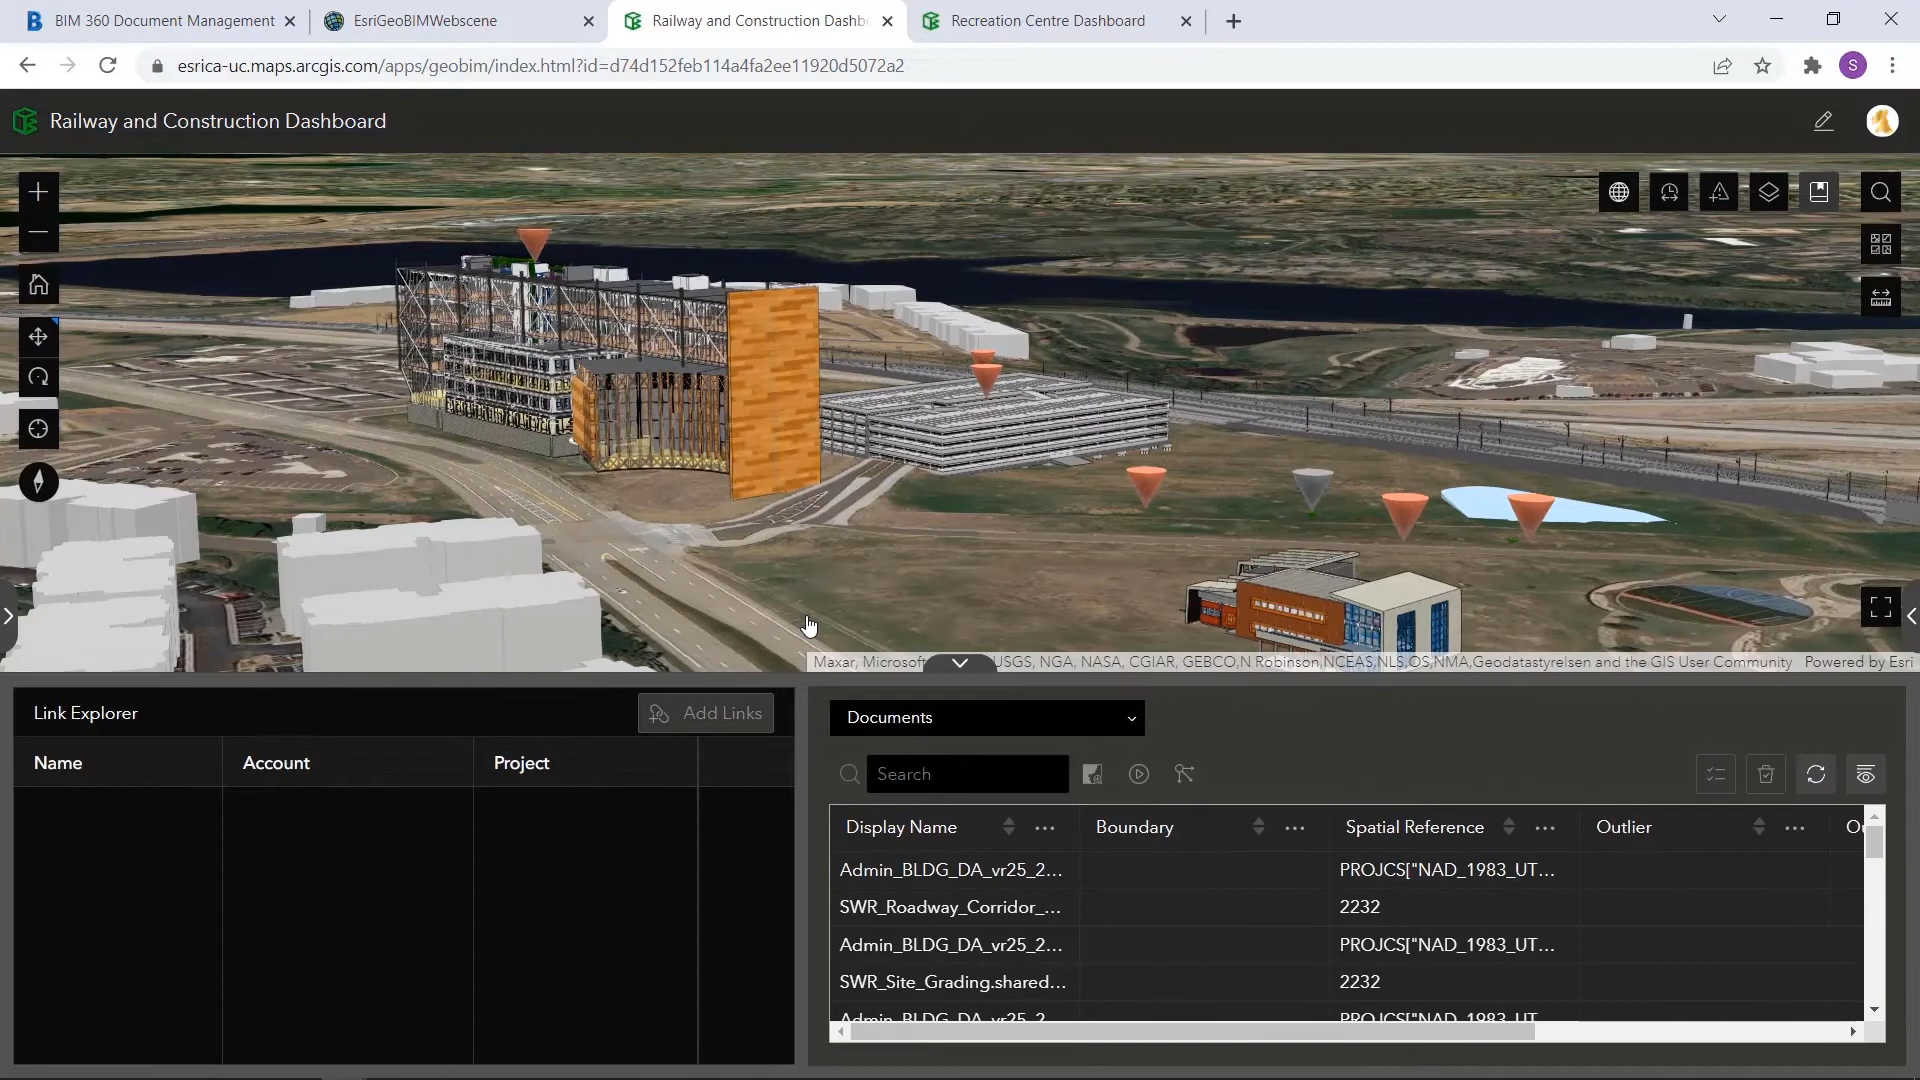 BIM 360 Document Management
EsriGeoBIMWebscene
Railway and Construction Dashb
Recreation Centre Dashboard
esrica-uc.maps.arcgis.com/apps/geobim/index.html?id=d74d152feb114a4fa2ee11920d5072a2
S
Railway and Construction Dashboard
Maxar, Microsoft
USGS, NGA, NASA, CGIAR, GEBCO,N Robinson,NCEAS,NLS,OS,NMA,Geodatastyrelsen and the GIS User Community Powered by Esri
Link Explorer
Add Links
Name Account Project
Documents
Search
Display Name Boundary Spatial Reference Outlier
Admin_BLDG_DA_vr25_2... PROJCS["NAD_1983_UT...
SWR_Roadway_Corridor_... 2232
Admin_BLDG_DA_vr25_2... PROJCS["NAD_1983_UT...
SWR_Site_Grading.shared... 2232
Admin_BLDG_DA_vr25_2 PROJCS["NAD_1983_UT